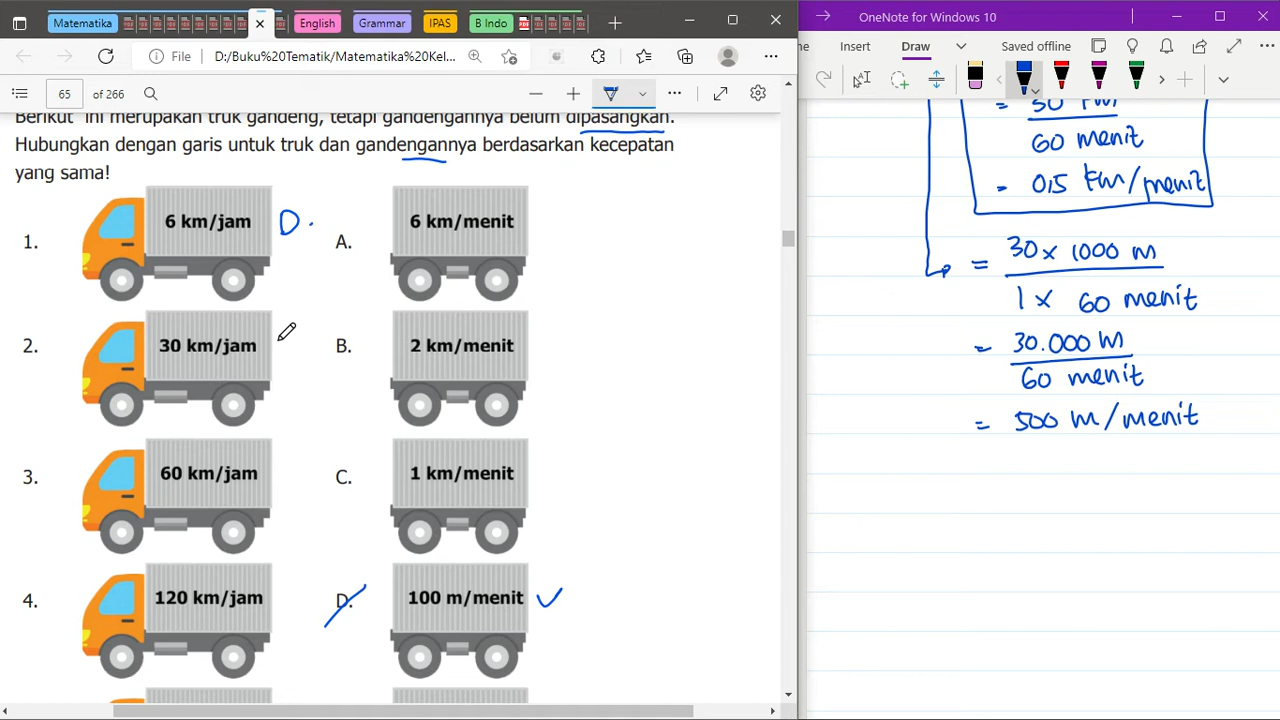 Matematika
English
Grammar
IPAS
B Indo
File
D:/Buku%20Tematik/Matematika%20Kel...
65
of 266
Berikut ini merupakan truk gandeng, tetapi gandengannya belum dipasangkan.
Hubungkan dengan garis untuk truk dan gandengannya berdasarkan kecepatan
yang sama!
1.
6 km/jam
D.
A.
6 km/menit
2.
30 km/jam
B.
2 km/menit
3.
60 km/jam
C.
1 km/menit
4.
120 km/jam
D.
100 m/menit
OneNote for Windows 10
Insert
Draw
Saved offline
= 30 km
60 menit
= 0,5 km/menit
= 30 x 1000 m
1 x 60 menit
= 30.000 m
60 menit
= 500 m/menit